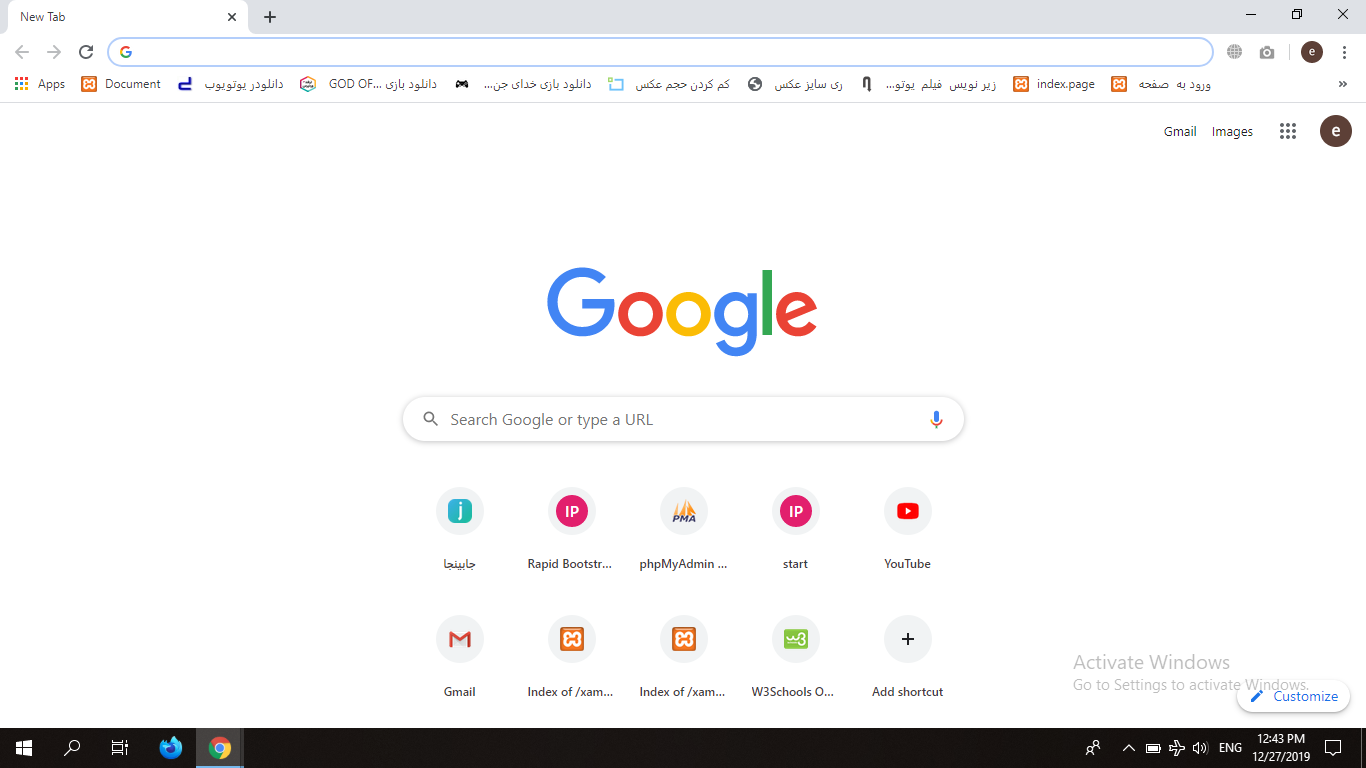 New Tab
Apps
Document
دانلودر یوتویوب
دانلود بازی ...GOD OF
دانلود بازی خدای جن...
کم کردن حجم عکس
ری سایز عکس
زیر نویس فیلم یوتو...
index.page
ورود به صفحه
e
Gmail
Images
e
Google
Search Google or type a URL
j
IP
PMA
IP
جابینجا
Rapid Bootstr...
phpMyAdmin ...
start
YouTube
w3
Gmail
Index of /xam...
Index of /xam...
W3Schools O...
Add shortcut
Activate Windows
Go to Settings to activate Windows.
Customize
ENG
12:43 PM
12/27/2019